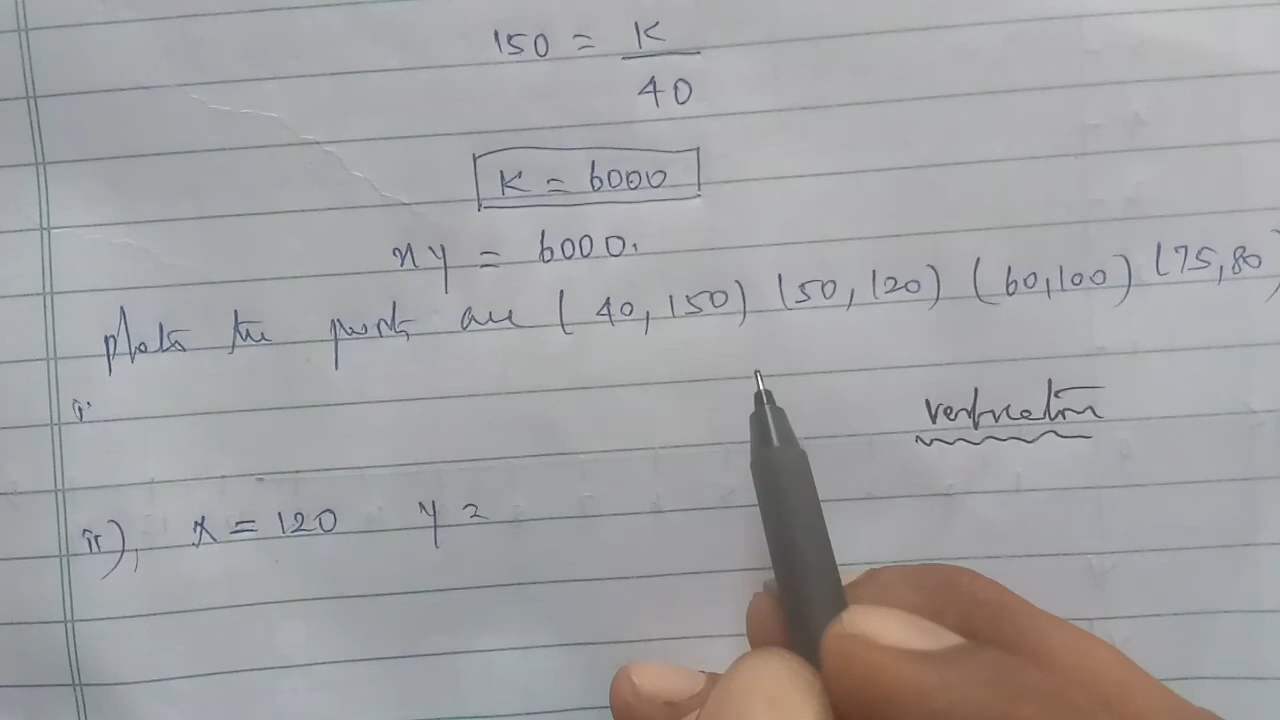 150 = K
40
K = 6000
xy = 6000.
plots the points are (40,150) (50,120) (60,100) (75,80)
i.
verification
ii), x = 120 y =